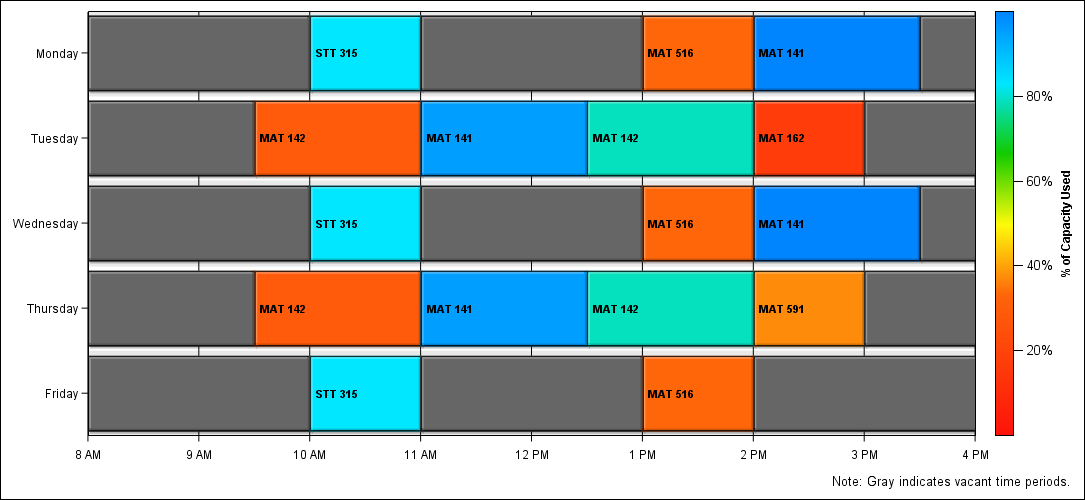 Monday
STT 315
MAT 516
MAT 141
Tuesday
MAT 142
MAT 141
MAT 142
MAT 162
Wednesday
STT 315
MAT 516
MAT 141
Thursday
MAT 142
MAT 141
MAT 142
MAT 591
Friday
STT 315
MAT 516
8 AM
9 AM
10 AM
11 AM
12 PM
1 PM
2 PM
3 PM
4 PM
80%
60%
40%
20%
% of Capacity Used
Note: Gray indicates vacant time periods.